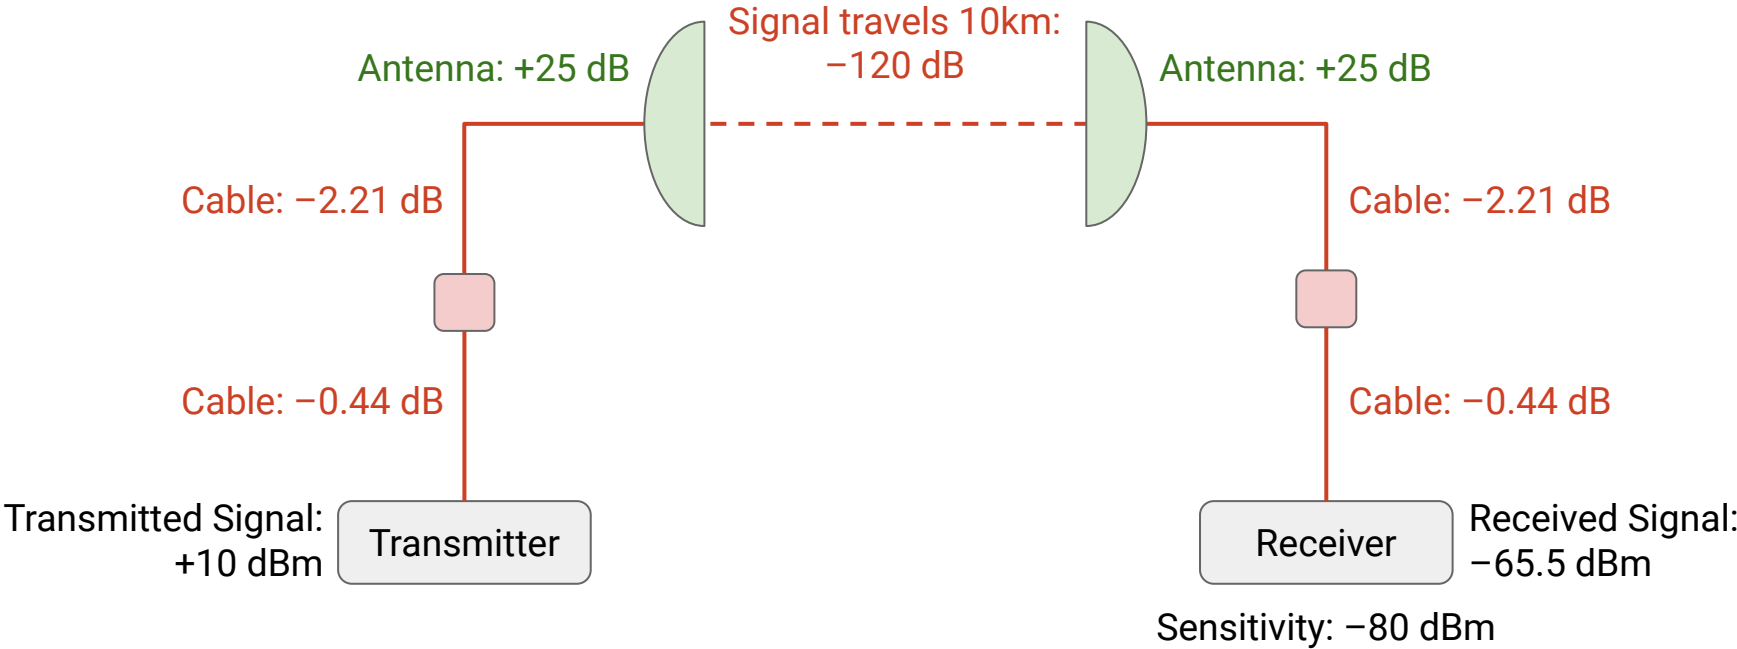 Signal travels 10km:
–120 dB
Antenna: +25 dB
Antenna: +25 dB
Cable: –2.21 dB
Cable: –2.21 dB
Cable: –0.44 dB
Cable: –0.44 dB
Transmitted Signal:
+10 dBm
Transmitter
Receiver
Received Signal:
–65.5 dBm
Sensitivity: –80 dBm